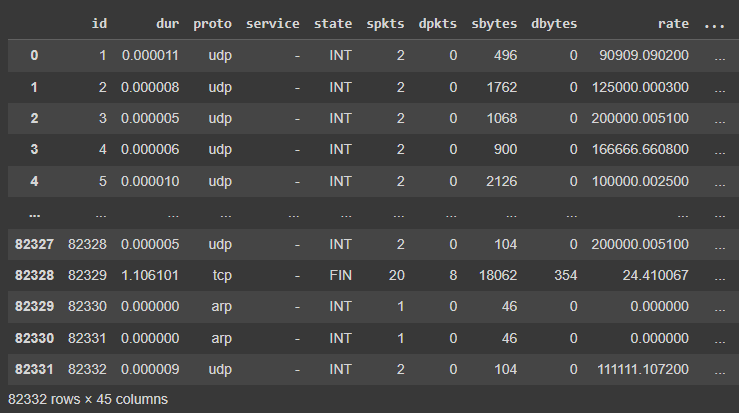 id dur proto service state spkts dpkts sbytes dbytes rate ...
0 1 0.000011 udp - INT 2 0 496 0 90909.090200 ...
1 2 0.000008 udp - INT 2 0 1762 0 125000.000300 ...
2 3 0.000005 udp - INT 2 0 1068 0 200000.005100 ...
3 4 0.000006 udp - INT 2 0 900 0 166666.660800 ...
4 5 0.000010 udp - INT 2 0 2126 0 100000.002500 ...
... ... ... ... ... ... ... ... ... ... ... ...
82327 82328 0.000005 udp - INT 2 0 104 0 200000.005100 ...
82328 82329 1.106101 tcp - FIN 20 8 18062 354 24.410067 ...
82329 82330 0.000000 arp - INT 1 0 46 0 0.000000 ...
82330 82331 0.000000 arp - INT 1 0 46 0 0.000000 ...
82331 82332 0.000009 udp - INT 2 0 104 0 111111.107200 ...
82332 rows × 45 columns